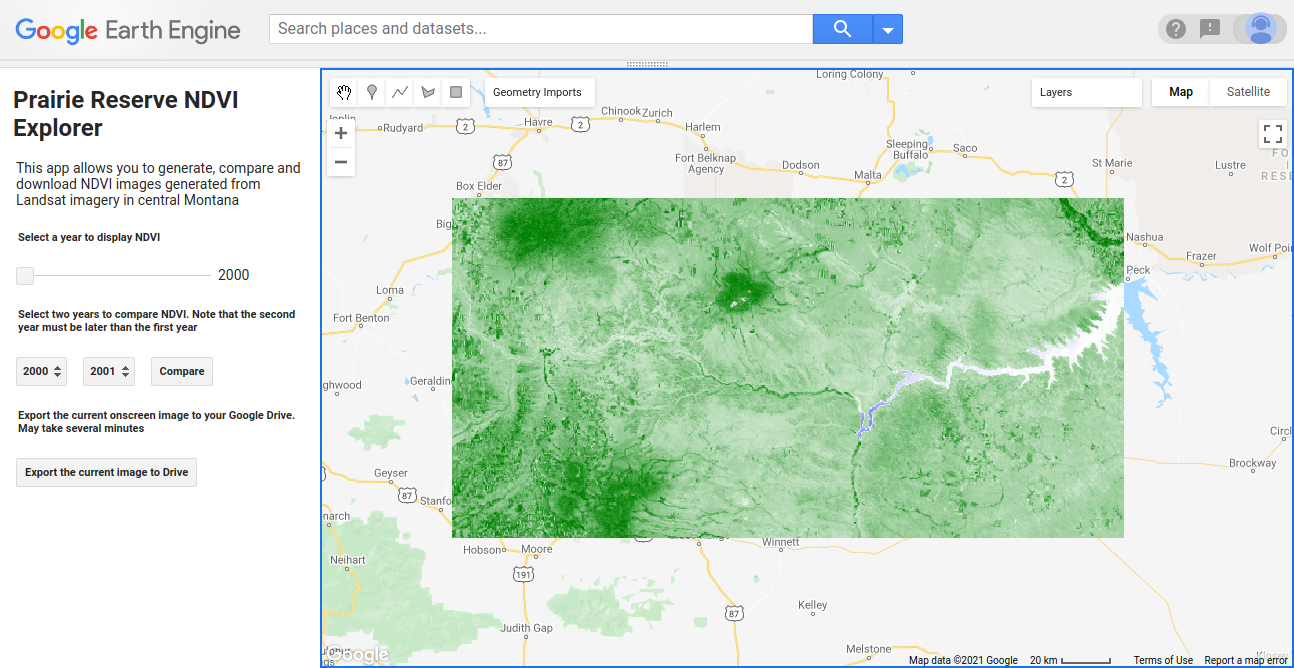 Google Earth Engine
Search places and datasets...
Prairie Reserve NDVI
Explorer
This app allows you to generate, compare and
download NDVI images generated from
Landsat imagery in central Montana
Select a year to display NDVI
2000
Select two years to compare NDVI. Note that the second
year must be later than the first year
2000
2001
Compare
Export the current onscreen image to your Google Drive.
May take several minutes
Export the current image to Drive
Geometry Imports
Layers
Map
Satellite
+
−
Loring Colony
Joplin
Rudyard
2
Havre
2
Chinook
Zurich
Harlem
87
Fort Belknap
Agency
Dodson
Sleeping
Buffalo
Saco
Malta
2
St Marie
Lustre
FO
RESE
Box Elder
Big
Nashua
Frazer
Wolf Poi
Peck
Loma
Fort Benton
ghwood
Geraldin
Circl
Brockway
Geyser
87
Stanfo
narch
Hobson
Moore
Winnett
Neihart
191
87
Kelley
Judith Gap
Melstone
Google
Map data ©2021 Google
20 km
Terms of Use
Report a map error